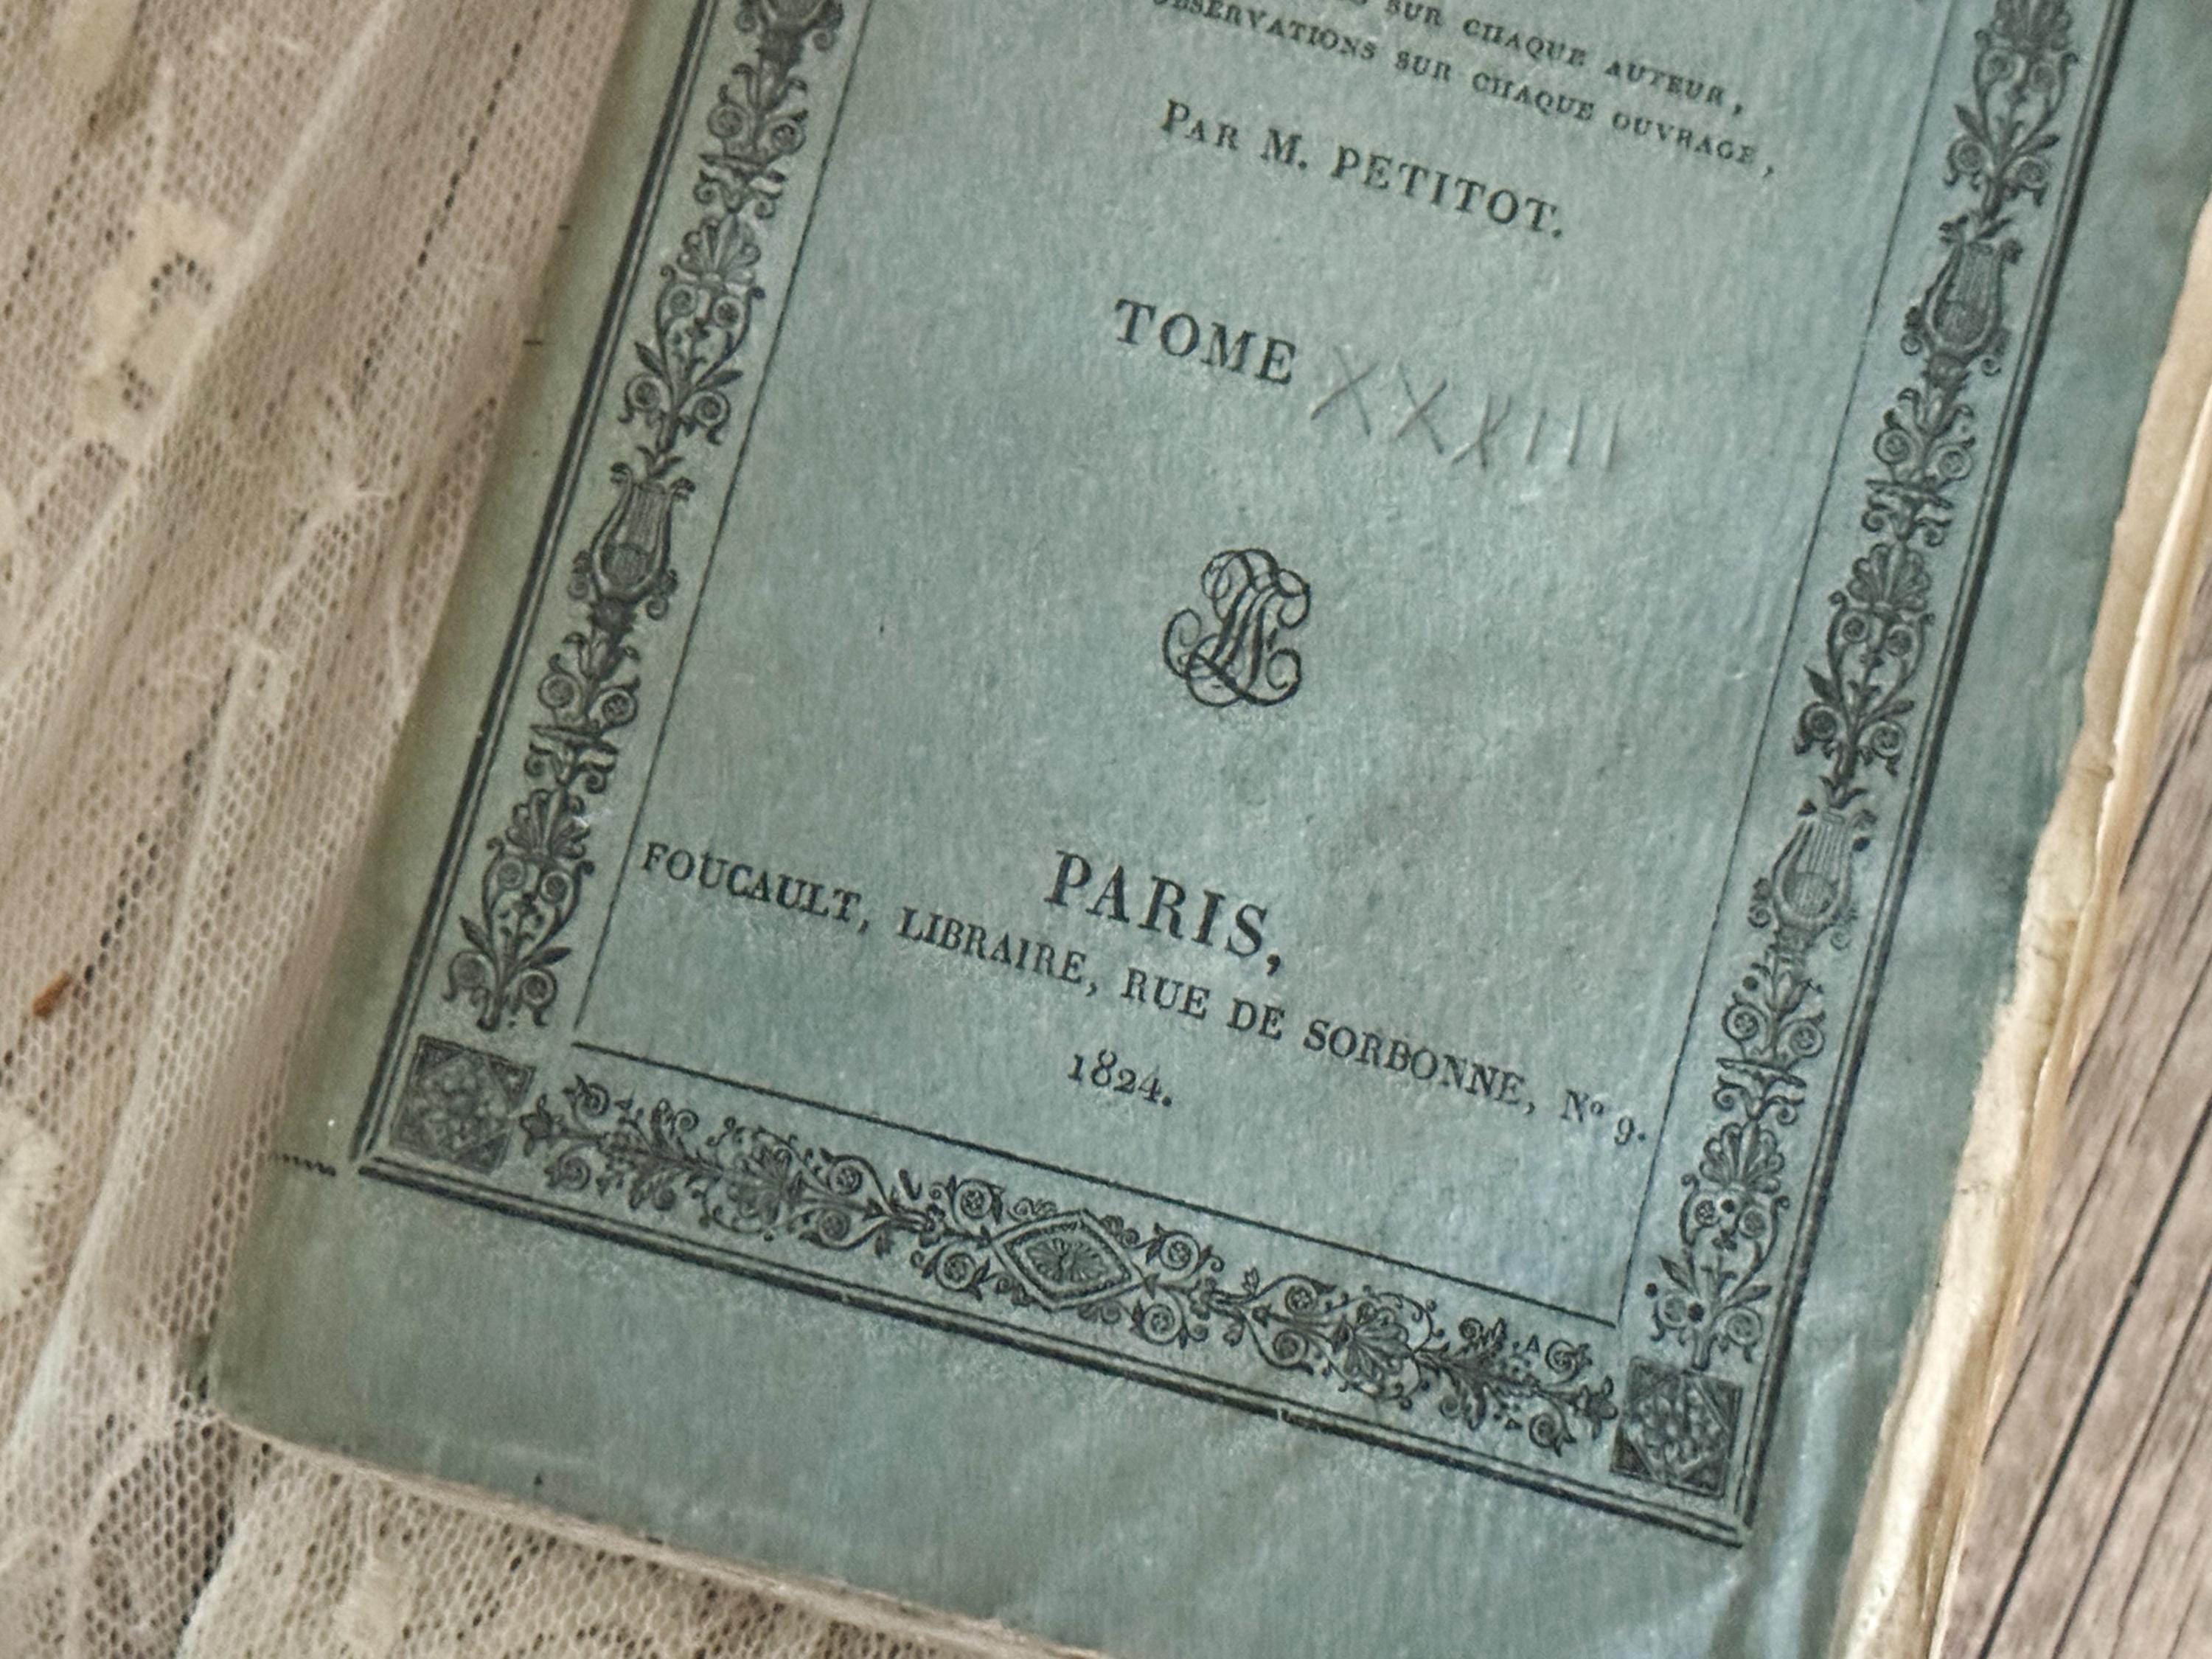 SUR CHAQUE AUTEUR,
OBSERVATIONS SUR CHAQUE OUVRAGE,
PAR M. PETITOT.
TOME XXXIII
PARIS,
FOUCAULT, LIBRAIRE, RUE DE SORBONNE, Nº 9.
1824.